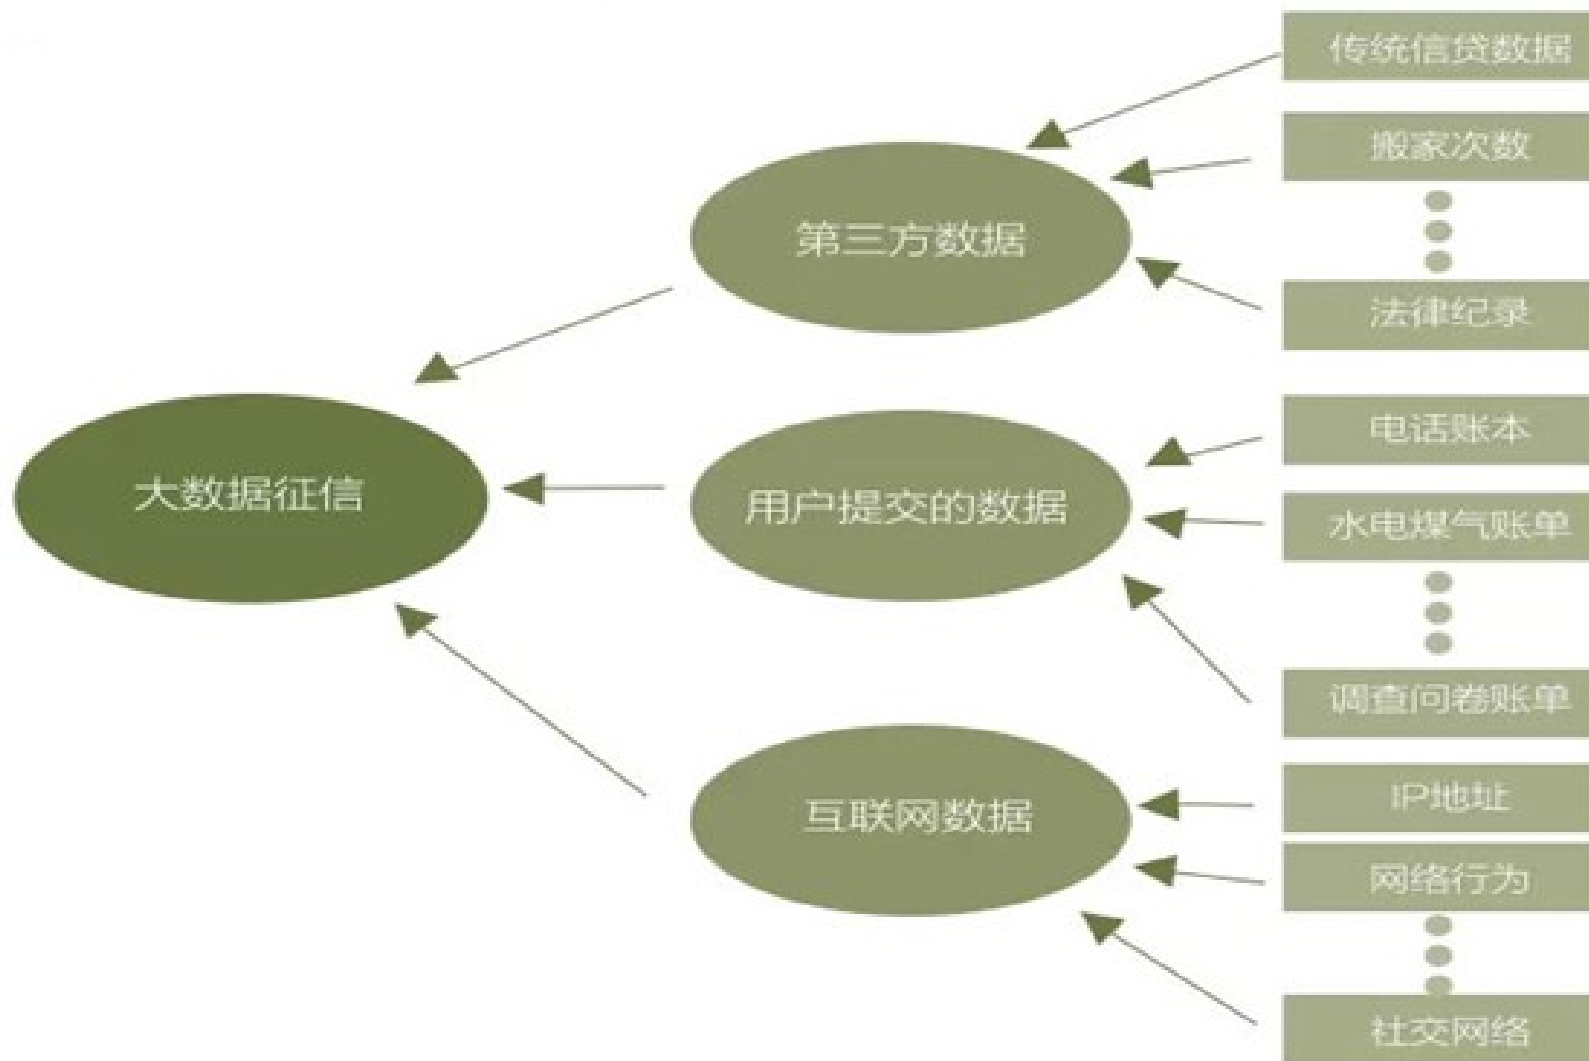 传统信贷数据
搬家次数
第三方数据
法律纪录
电话账本
大数据征信
用户提交的数据
水电煤气账单
调查问卷账单
IP地址
互联网数据
网络行为
社交网络